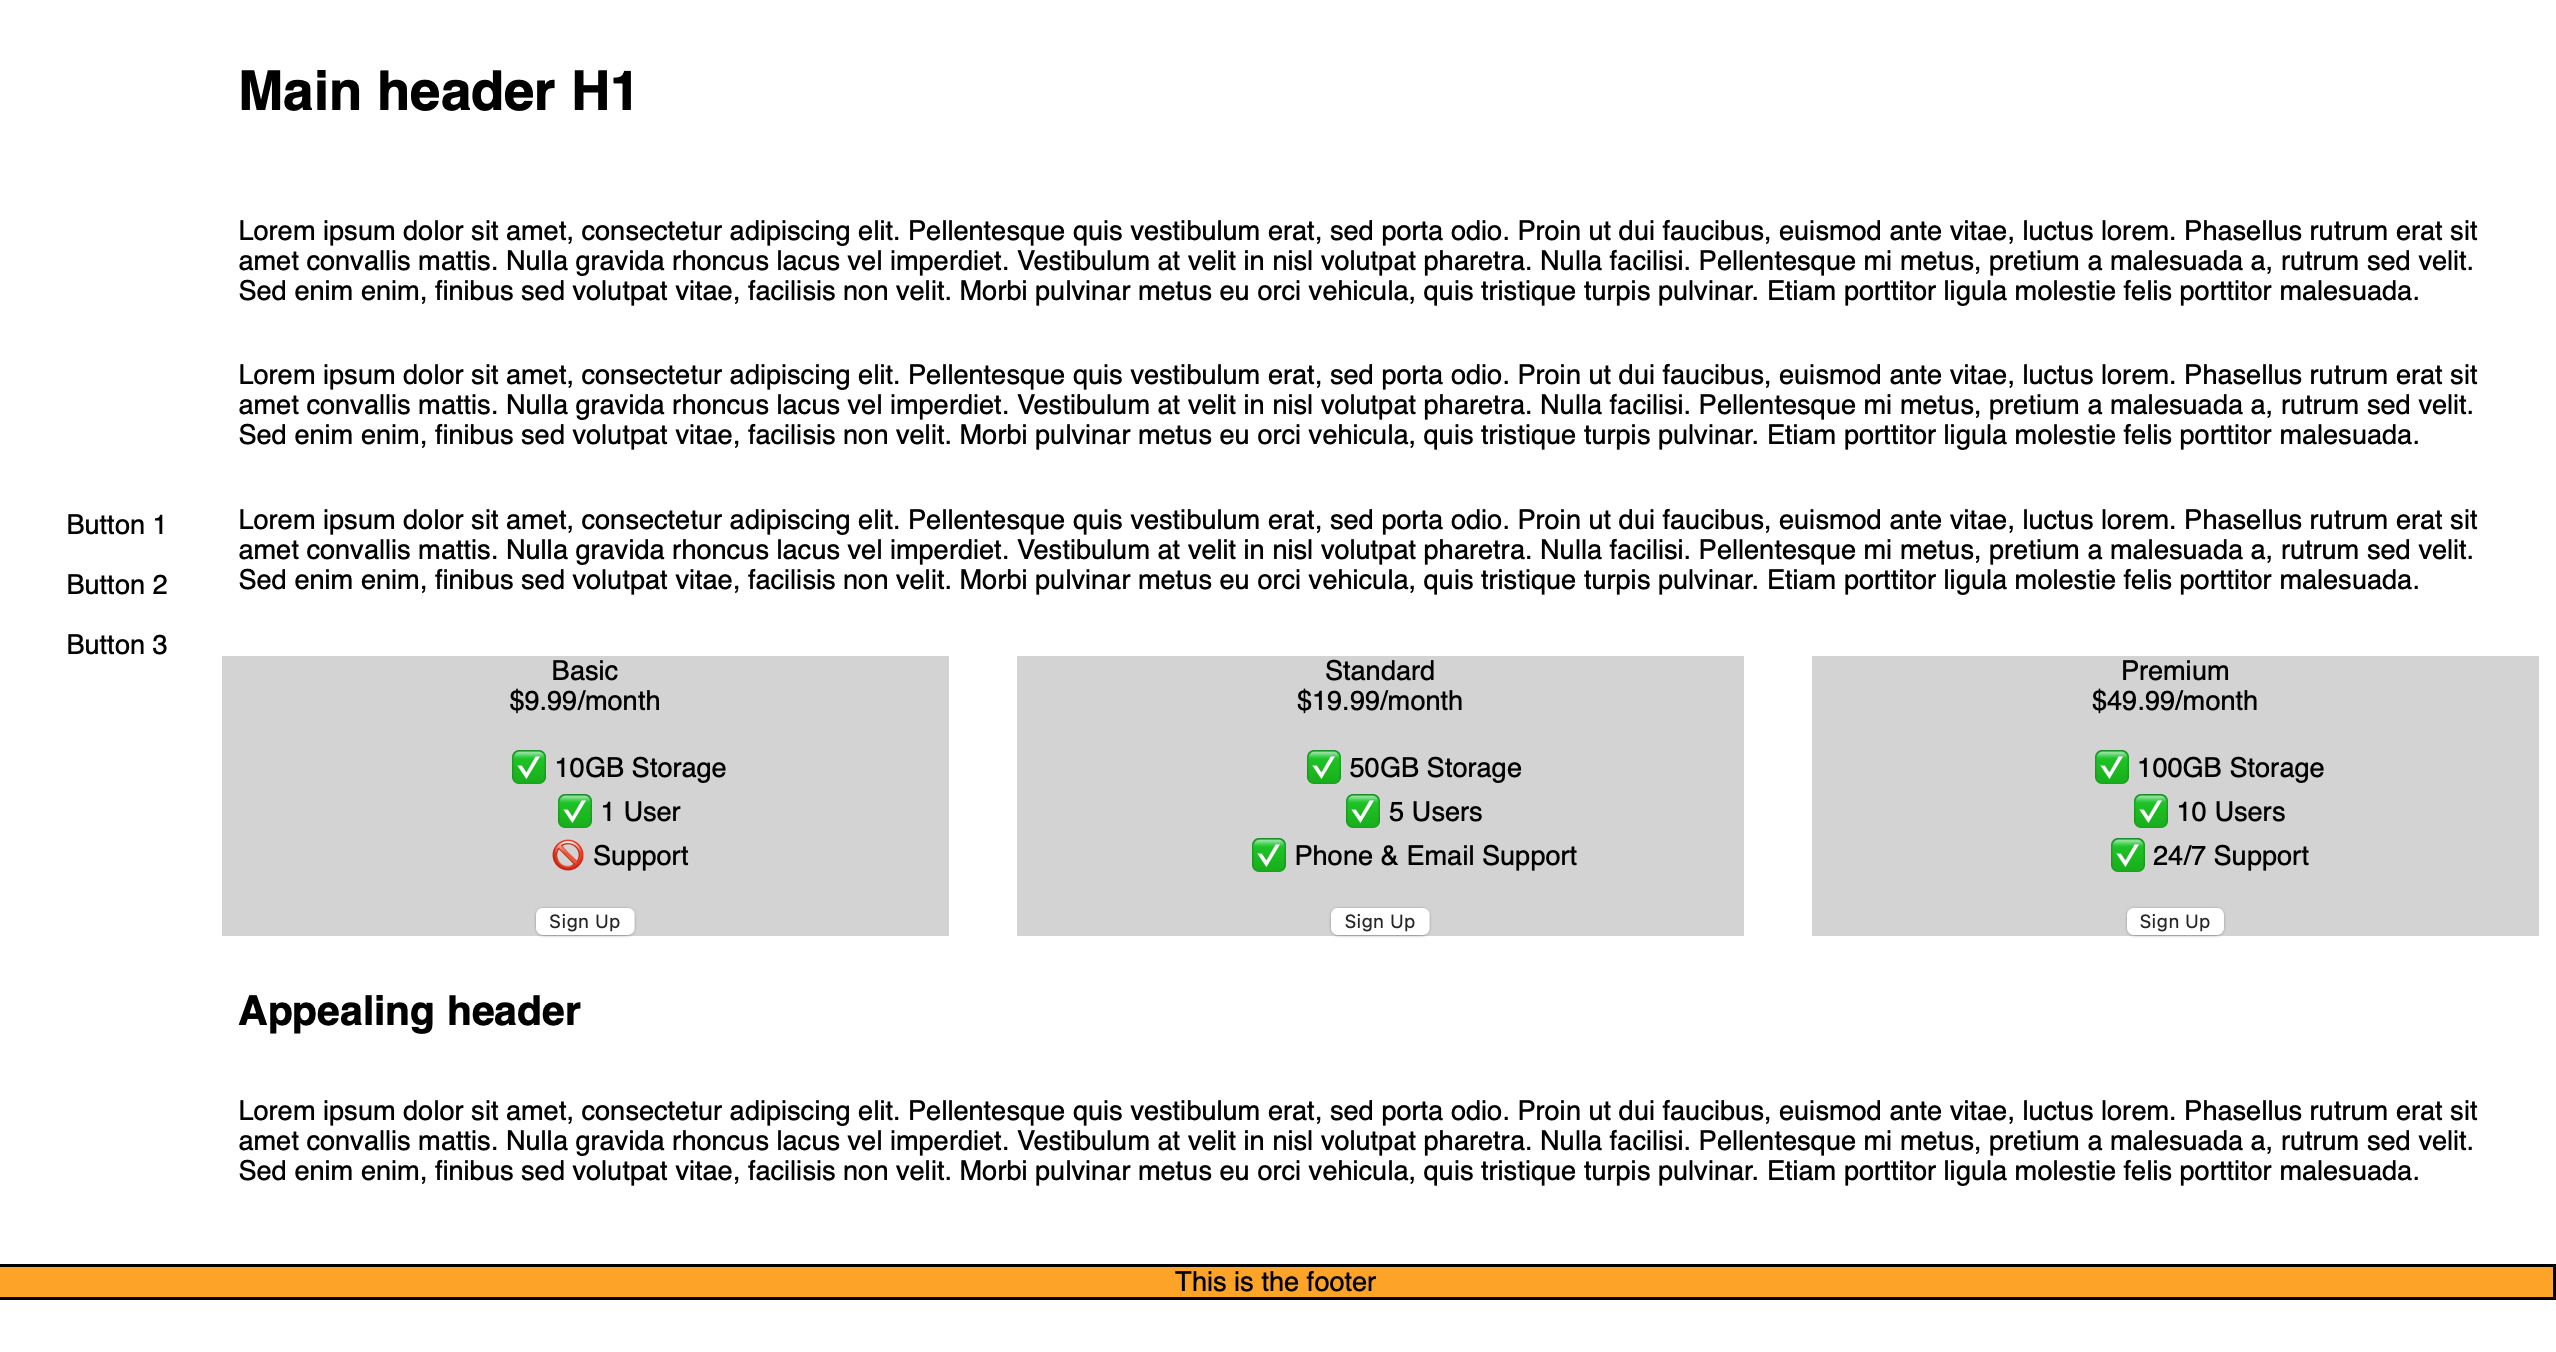 Main header H1
Lorem ipsum dolor sit amet, consectetur adipiscing elit. Pellentesque quis vestibulum erat, sed porta odio. Proin ut dui faucibus, euismod ante vitae, luctus lorem. Phasellus rutrum erat sit
amet convallis mattis. Nulla gravida rhoncus lacus vel imperdiet. Vestibulum at velit in nisl volutpat pharetra. Nulla facilisi. Pellentesque mi metus, pretium a malesuada a, rutrum sed velit.
Sed enim enim, finibus sed volutpat vitae, facilisis non velit. Morbi pulvinar metus eu orci vehicula, quis tristique turpis pulvinar. Etiam porttitor ligula molestie felis porttitor malesuada.
Lorem ipsum dolor sit amet, consectetur adipiscing elit. Pellentesque quis vestibulum erat, sed porta odio. Proin ut dui faucibus, euismod ante vitae, luctus lorem. Phasellus rutrum erat sit
amet convallis mattis. Nulla gravida rhoncus lacus vel imperdiet. Vestibulum at velit in nisl volutpat pharetra. Nulla facilisi. Pellentesque mi metus, pretium a malesuada a, rutrum sed velit.
Sed enim enim, finibus sed volutpat vitae, facilisis non velit. Morbi pulvinar metus eu orci vehicula, quis tristique turpis pulvinar. Etiam porttitor ligula molestie felis porttitor malesuada.
Button 1
Button 2
Button 3
Lorem ipsum dolor sit amet, consectetur adipiscing elit. Pellentesque quis vestibulum erat, sed porta odio. Proin ut dui faucibus, euismod ante vitae, luctus lorem. Phasellus rutrum erat sit
amet convallis mattis. Nulla gravida rhoncus lacus vel imperdiet. Vestibulum at velit in nisl volutpat pharetra. Nulla facilisi. Pellentesque mi metus, pretium a malesuada a, rutrum sed velit.
Sed enim enim, finibus sed volutpat vitae, facilisis non velit. Morbi pulvinar metus eu orci vehicula, quis tristique turpis pulvinar. Etiam porttitor ligula molestie felis porttitor malesuada.
Basic
$9.99/month
✅ 10GB Storage
✅ 1 User
🚫 Support
Sign Up
Standard
$19.99/month
✅ 50GB Storage
✅ 5 Users
✅ Phone & Email Support
Sign Up
Premium
$49.99/month
✅ 100GB Storage
✅ 10 Users
✅ 24/7 Support
Sign Up
Appealing header
Lorem ipsum dolor sit amet, consectetur adipiscing elit. Pellentesque quis vestibulum erat, sed porta odio. Proin ut dui faucibus, euismod ante vitae, luctus lorem. Phasellus rutrum erat sit
amet convallis mattis. Nulla gravida rhoncus lacus vel imperdiet. Vestibulum at velit in nisl volutpat pharetra. Nulla facilisi. Pellentesque mi metus, pretium a malesuada a, rutrum sed velit.
Sed enim enim, finibus sed volutpat vitae, facilisis non velit. Morbi pulvinar metus eu orci vehicula, quis tristique turpis pulvinar. Etiam porttitor ligula molestie felis porttitor malesuada.
This is the footer